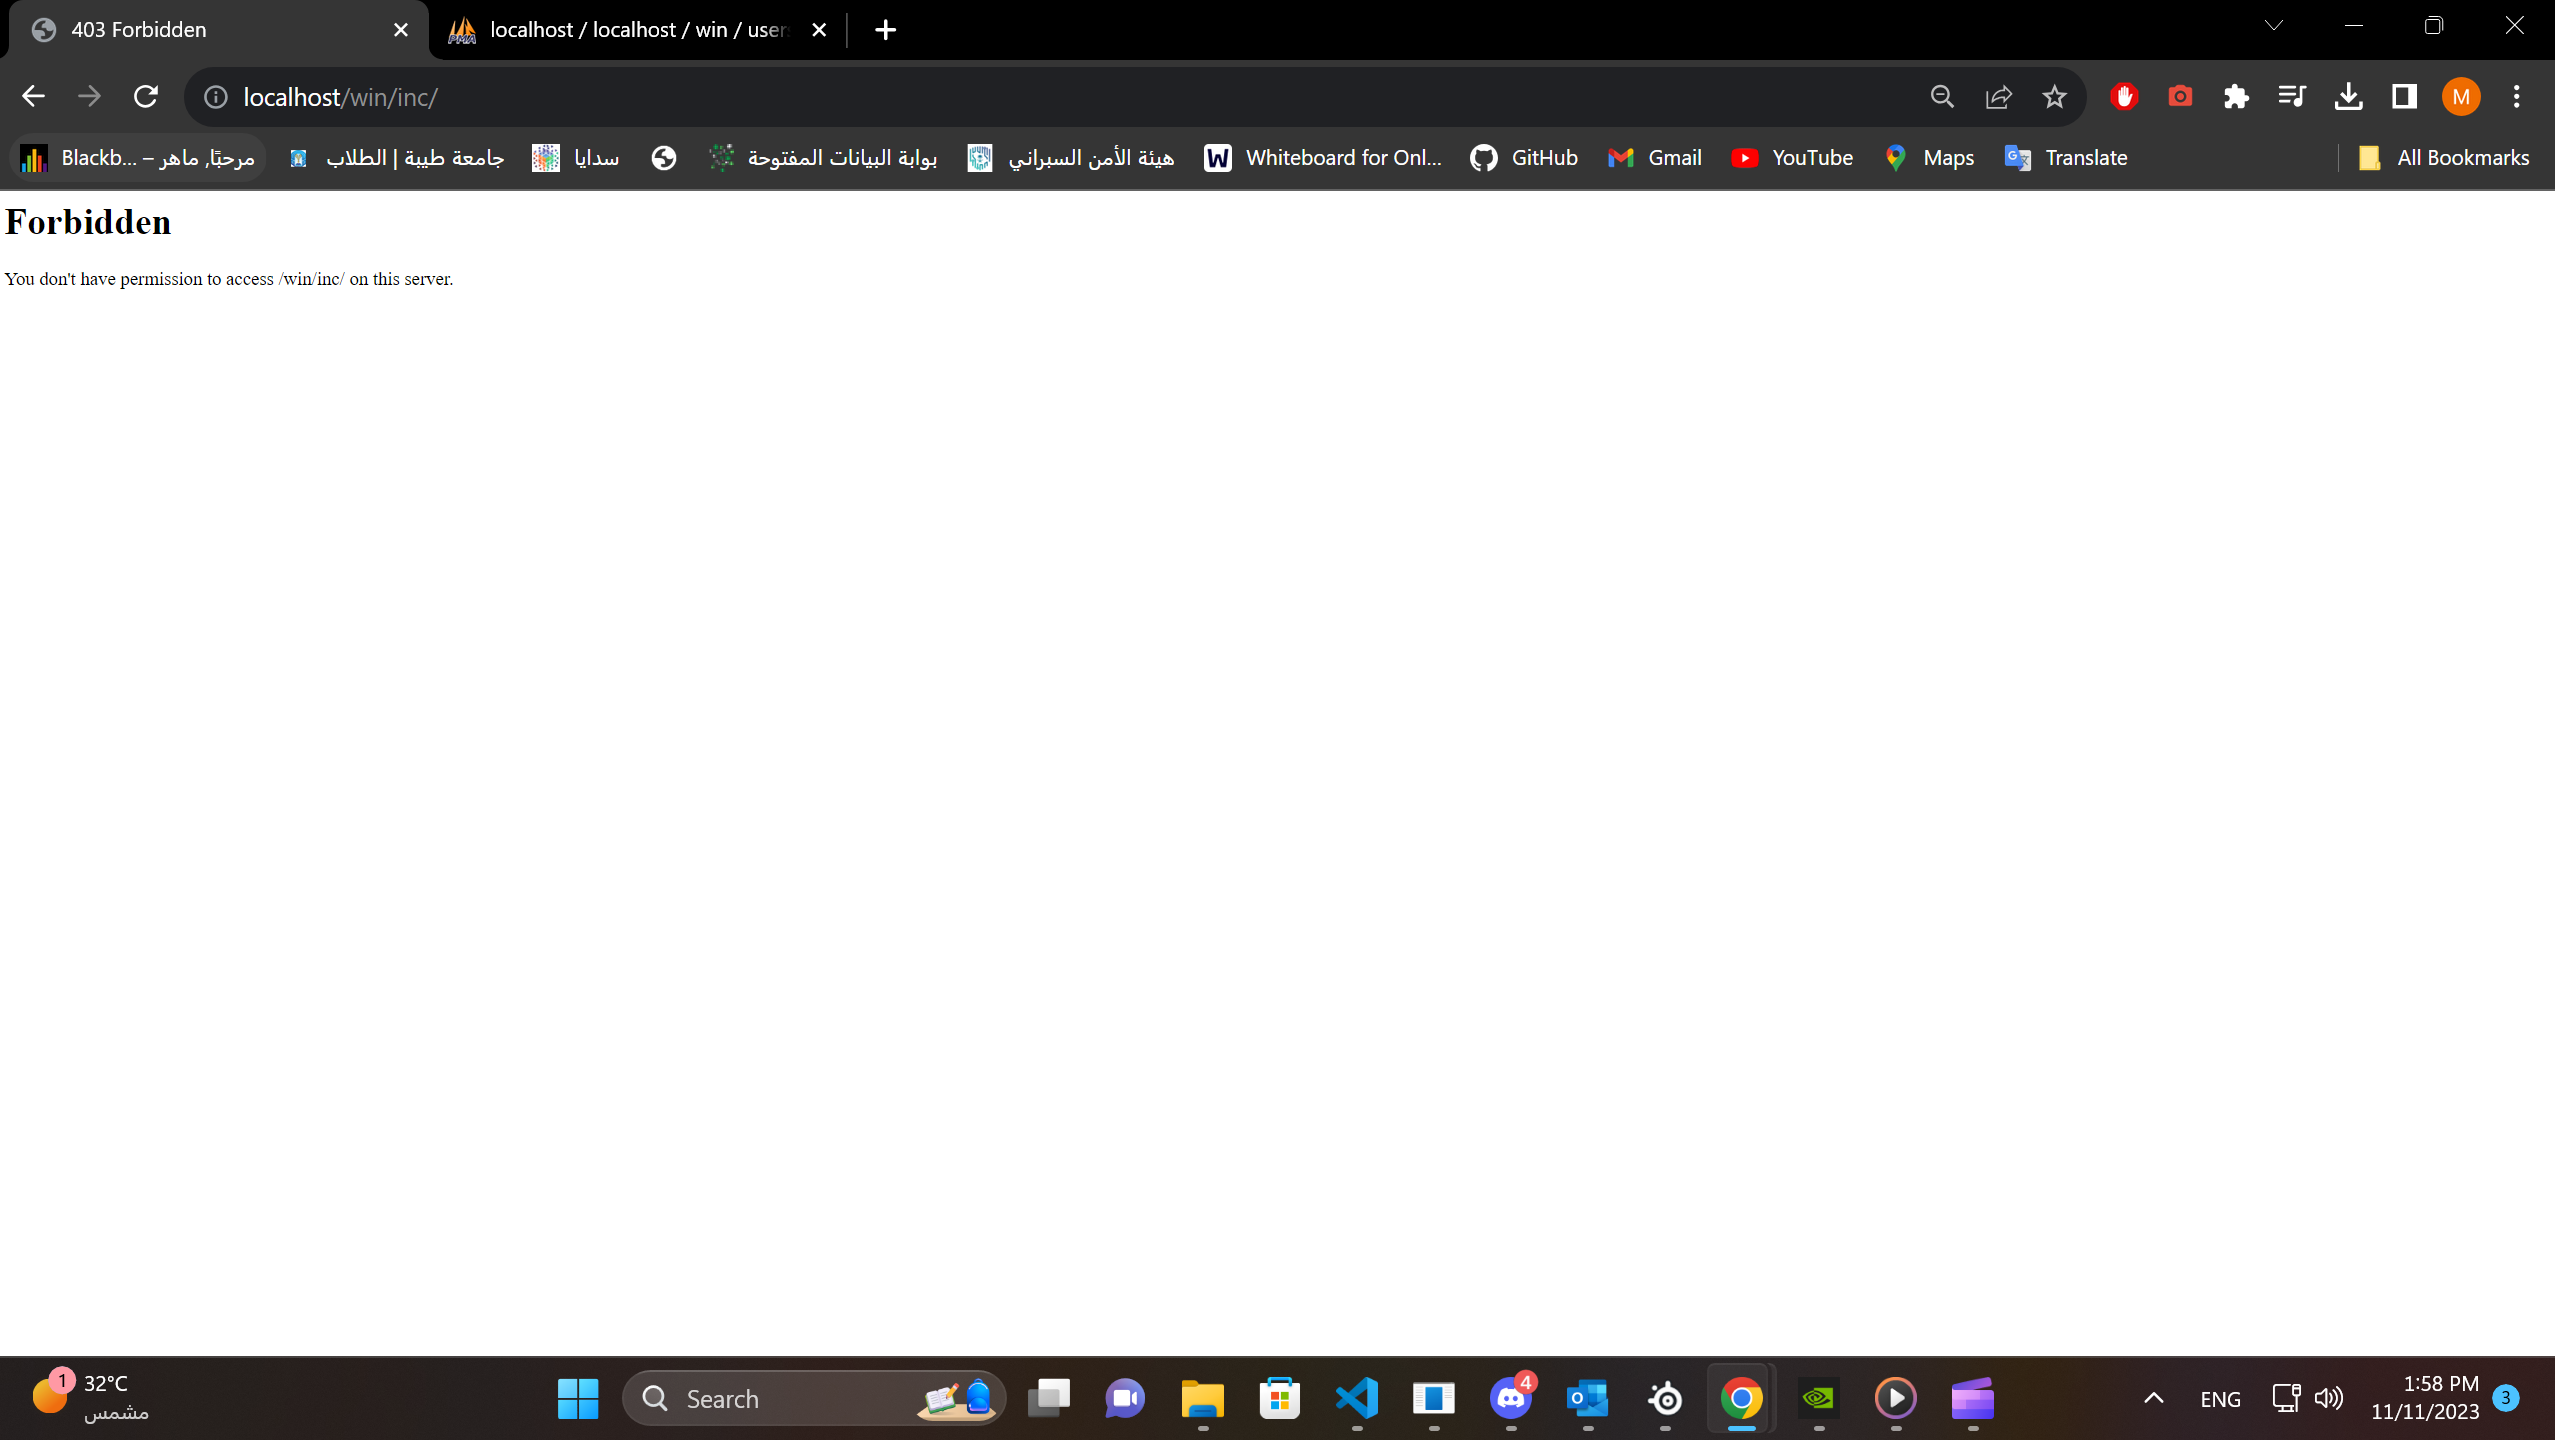 403 Forbidden
localhost / localhost / win / user
localhost/win/inc/
M
Blackb... – مرحبًا, ماهر
جامعة طيبة | الطلاب
سدايا
بوابة البيانات المفتوحة
هيئة الأمن السبراني
Whiteboard for Onl...
GitHub
Gmail
YouTube
Maps
Translate
All Bookmarks
Forbidden
You don't have permission to access /win/inc/ on this server.
1
32°C
مشمس
Search
4
ENG
1:58 PM
11/11/2023
3